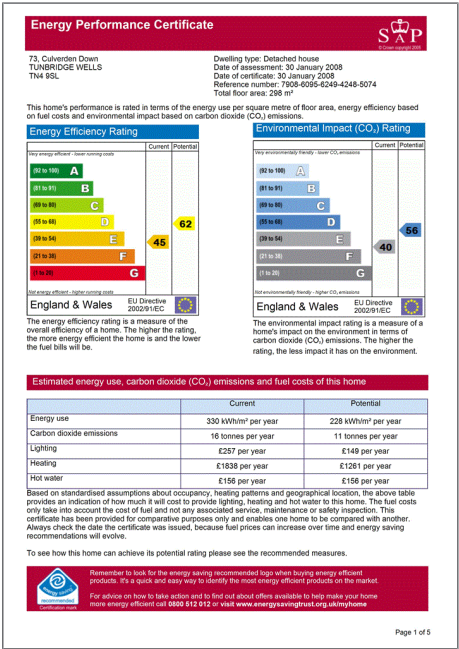 Energy Performance Certificate
SAP
© Crown copyright 2005
73, Culverden Down
TUNBRIDGE WELLS
TN4 9SL
Dwelling type: Detached house
Date of assessment: 30 January 2008
Date of certificate: 30 January 2008
Reference number: 7908-6095-6249-4248-5074
Total floor area: 298 m²
This home's performance is rated in terms of the energy use per square metre of floor area, energy efficiency based
on fuel costs and environmental impact based on carbon dioxide (CO₂) emissions.
Energy Efficiency Rating
Current Potential
Very energy efficient - lower running costs
(92 to 100) A
(81 to 91) B
(69 to 80) C
(55 to 68) D
62
(39 to 54) E
45
(21 to 38) F
(1 to 20) G
Not energy efficient - higher running costs
England & Wales
EU Directive
2002/91/EC
The energy efficiency rating is a measure of the
overall efficiency of a home. The higher the rating,
the more energy efficient the home is and the lower
the fuel bills will be.
Environmental Impact (CO₂) Rating
Current Potential
Very environmentally friendly - lower CO₂ emissions
(92 to 100) A
(81 to 91) B
(69 to 80) C
(55 to 68) D
56
(39 to 54) E
40
(21 to 38) F
(1 to 20) G
Not environmentally friendly - higher CO₂ emissions
England & Wales
EU Directive
2002/91/EC
The environmental impact rating is a measure of a
home's impact on the environment in terms of
carbon dioxide (CO₂) emissions. The higher the
rating, the less impact it has on the environment.
Estimated energy use, carbon dioxide (CO₂) emissions and fuel costs of this home
Current Potential
Energy use 330 kWh/m² per year 228 kWh/m² per year
Carbon dioxide emissions 16 tonnes per year 11 tonnes per year
Lighting £257 per year £149 per year
Heating £1838 per year £1261 per year
Hot water £156 per year £156 per year
Based on standardised assumptions about occupancy, heating patterns and geographical location, the above table
provides an indication of how much it will cost to provide lighting, heating and hot water to this home. The fuel costs
only take into account the cost of fuel and not any associated service, maintenance or safety inspection. This
certificate has been provided for comparative purposes only and enables one home to be compared with another.
Always check the date the certificate was issued, because fuel prices can increase over time and energy saving
recommendations will evolve.
To see how this home can achieve its potential rating please see the recommended measures.
energy saving
recommended
Certification mark
Remember to look for the energy saving recommended logo when buying energy efficient
products. It's a quick and easy way to identify the most energy efficient products on the market.
For advice on how to take action and to find out about offers available to help make your home
more energy efficient call 0800 512 012 or visit www.energysavingtrust.org.uk/myhome
Page 1 of 5